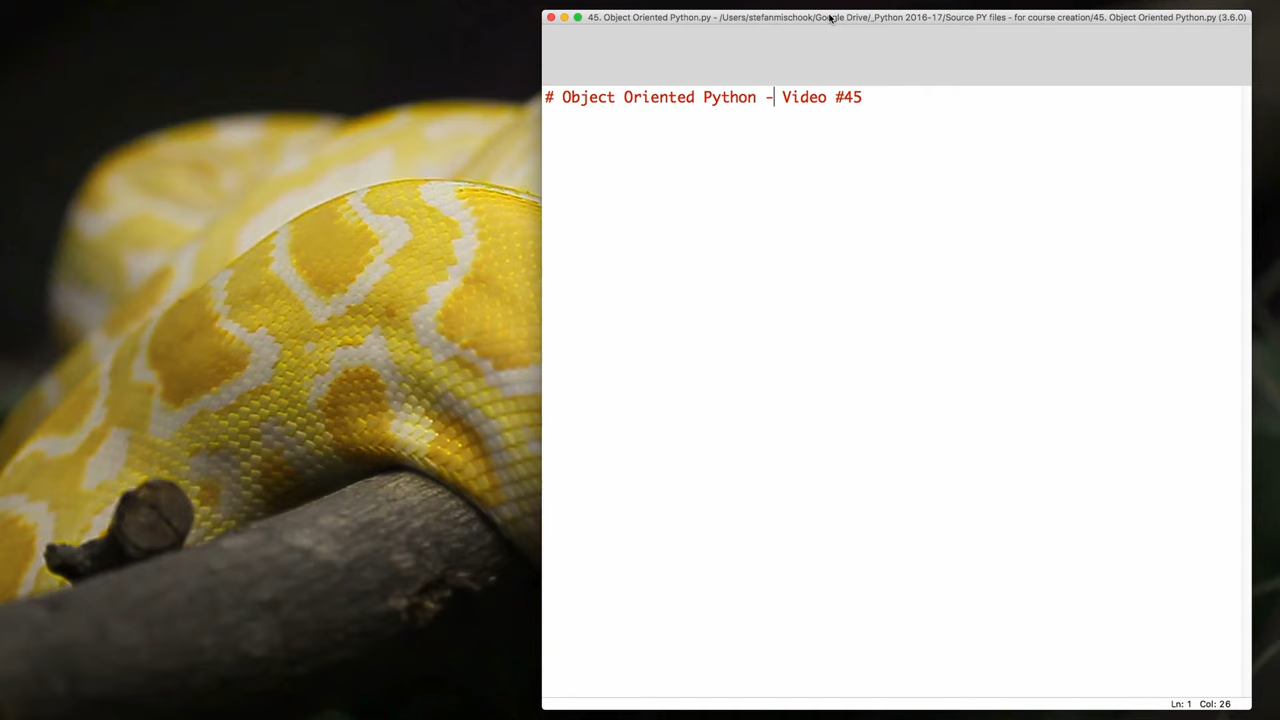 45. Object Oriented Python.py - /Users/stefanmischook/Google Drive/_Python 2016-17/Source PY files - for course creation/45. Object Oriented Python.py (3.6.0)
# Object Oriented Python - Video #45
Ln: 1 Col: 26